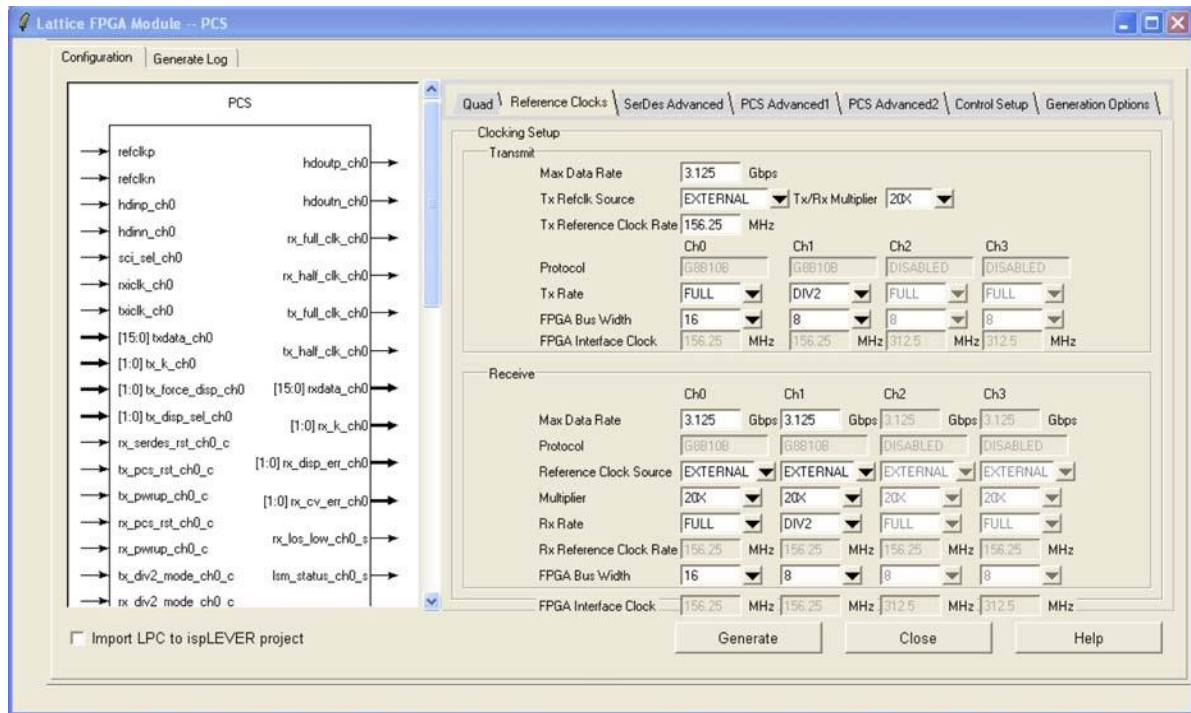 Lattice FPGA Module -- PCS
Configuration Generate Log
PCS
refclkp
refclkn
hdinp_ch0
hdinn_ch0
sci_sel_ch0
rxiclk_ch0
txiclk_ch0
[15:0] txdata_ch0
[1:0] tx_k_ch0
[1:0] tx_force_disp_ch0
[1:0] tx_disp_sel_ch0
rx_serdes_rst_ch0_c
tx_pcs_rst_ch0_c
tx_pwrup_ch0_c
rx_pcs_rst_ch0_c
rx_pwrup_ch0_c
tx_div2_mode_ch0_c
rx_div2_mode_ch0_c
hdoutp_ch0
hdoutn_ch0
rx_full_clk_ch0
rx_half_clk_ch0
tx_full_clk_ch0
tx_half_clk_ch0
[15:0] rxdata_ch0
[1:0] rx_k_ch0
[1:0] rx_disp_err_ch0
[1:0] rx_cv_err_ch0
rx_los_low_ch0_s
lsm_status_ch0_s
Quad Reference Clocks SerDes Advanced PCS Advanced1 PCS Advanced2 Control Setup Generation Options
Clocking Setup
Transmit
Max Data Rate 3.125 Gbps
Tx Refclk Source EXTERNAL Tx/Rx Multiplier 20X
Tx Reference Clock Rate 156.25 MHz
Ch0 Ch1 Ch2 Ch3
Protocol G8B10B G8B10B DISABLED DISABLED
Tx Rate FULL DIV2 FULL FULL
FPGA Bus Width 16 8 8 8
FPGA Interface Clock 156.25 MHz 156.25 MHz 312.5 MHz 312.5 MHz
Receive
Ch0 Ch1 Ch2 Ch3
Max Data Rate 3.125 Gbps 3.125 Gbps 3.125 Gbps 3.125 Gbps
Protocol G8B10B G8B10B DISABLED DISABLED
Reference Clock Source EXTERNAL EXTERNAL EXTERNAL EXTERNAL
Multiplier 20X 20X 20X 20X
Rx Rate FULL DIV2 FULL FULL
Rx Reference Clock Rate 156.25 MHz 156.25 MHz 156.25 MHz 156.25 MHz
FPGA Bus Width 16 8 8 8
FPGA Interface Clock 156.25 MHz 156.25 MHz 312.5 MHz 312.5 MHz
Import LPC to ispLEVER project Generate Close Help